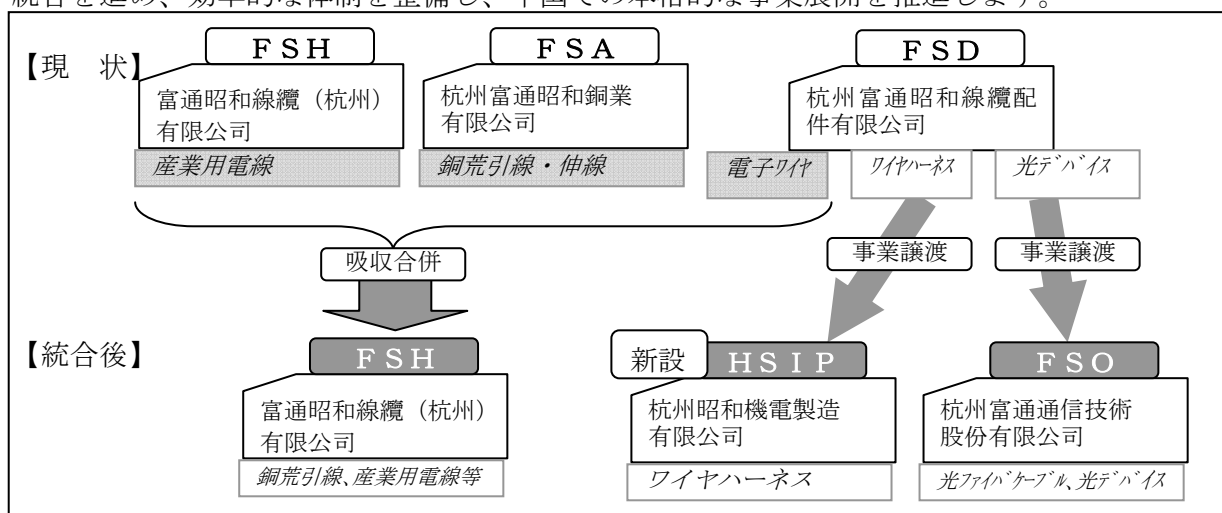 統合を進め、効率的な体制を整備し、中国での本格的な事業展開を推進します。
【現　状】
ＦＳＨ
富通昭和線纜（杭州）
有限公司
産業用電線
ＦＳＡ
杭州富通昭和銅業
有限公司
銅荒引線・伸線
ＦＳＤ
杭州富通昭和線纜配
件有限公司
電子ﾜｲﾔ
ﾜｲﾔﾊｰﾈｽ
光ﾃﾞﾊﾞｲｽ
吸収合併
事業譲渡
事業譲渡
【統合後】
ＦＳＨ
富通昭和線纜（杭州）
有限公司
銅荒引線、産業用電線等
新設
ＨＳＩＰ
杭州昭和機電製造
有限公司
ワイヤハーネス
ＦＳＯ
杭州富通通信技術
股份有限公司
光ﾌｧｲﾊﾞｹｰﾌﾞﾙ、光ﾃﾞﾊﾞｲｽ